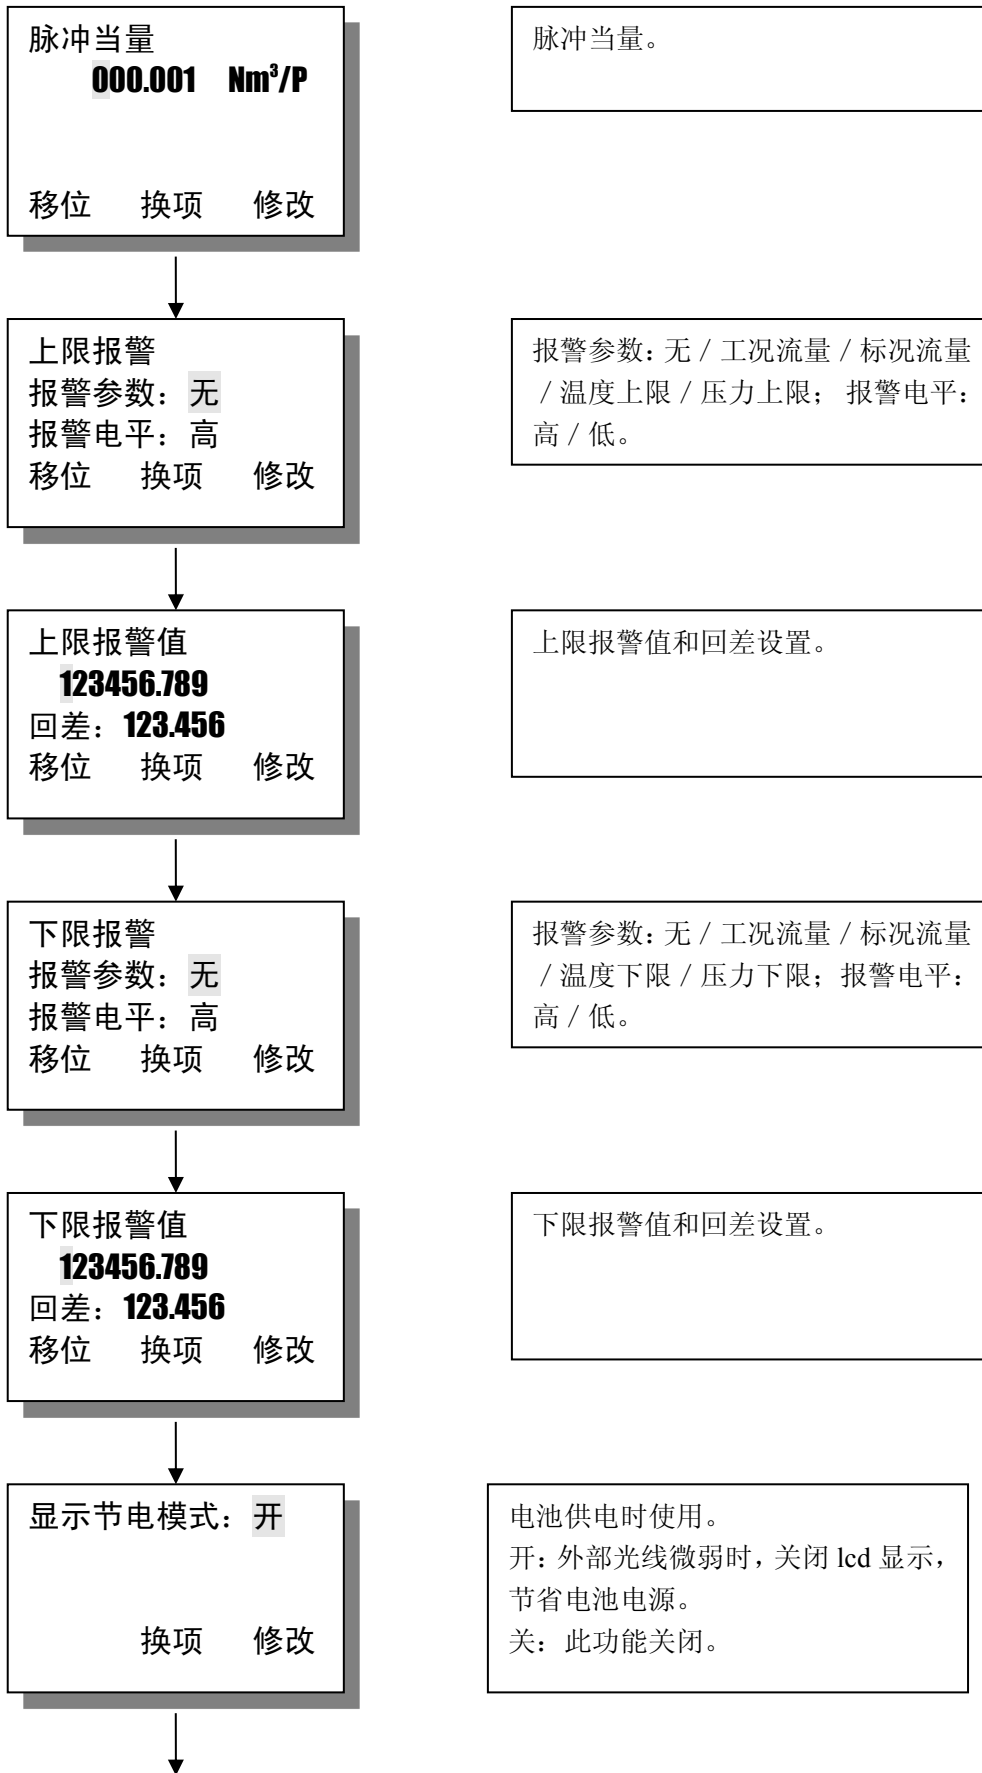 脉冲当量
000.001 Nm³/P
移位 换项 修改
脉冲当量。
上限报警
报警参数：无
报警电平：高
移位 换项 修改
报警参数：无 / 工况流量 / 标况流量
/ 温度上限 / 压力上限； 报警电平：
高 / 低。
上限报警值
123456.789
回差：123.456
移位 换项 修改
上限报警值和回差设置。
下限报警
报警参数：无
报警电平：高
移位 换项 修改
报警参数：无 / 工况流量 / 标况流量
/ 温度下限 / 压力下限；报警电平：
高 / 低。
下限报警值
123456.789
回差：123.456
移位 换项 修改
下限报警值和回差设置。
显示节电模式：开
换项 修改
电池供电时使用。
开：外部光线微弱时，关闭 lcd 显示，
节省电池电源。
关：此功能关闭。